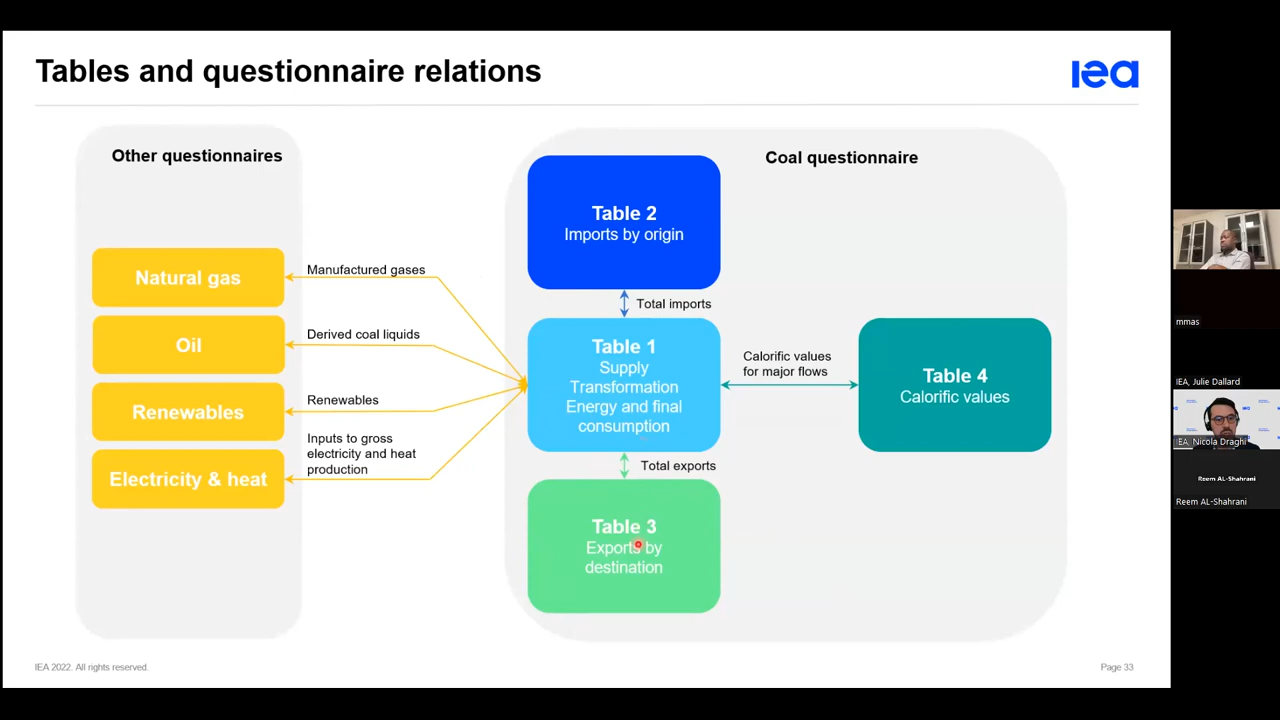 Tables and questionnaire relations
iea
Other questionnaires
Natural gas
Oil
Renewables
Electricity & heat
Manufactured gases
Derived coal liquids
Renewables
Inputs to gross
electricity and heat
production
Coal questionnaire
Table 2
Imports by origin
Total imports
Table 1
Supply
Transformation
Energy and final
consumption
Calorific values
for major flows
Table 4
Calorific values
Total exports
Table 3
Exports by
destination
IEA 2022. All rights reserved.
Page 33
mmas
IEA, Julie Dallard
IEA, Nicola Draghi
Reem AL-Shahrani
Reem AL-Shahrani